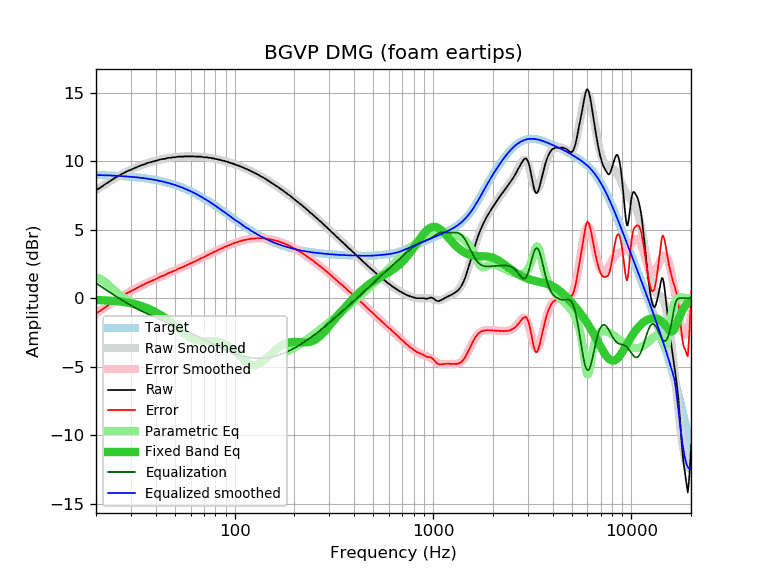 BGVP DMG (foam eartips)
Amplitude (dBr)
15
10
5
0
−5
−10
−15
Target
Raw Smoothed
Error Smoothed
Raw
Error
Parametric Eq
Fixed Band Eq
Equalization
Equalized smoothed
100
1000
10000
Frequency (Hz)